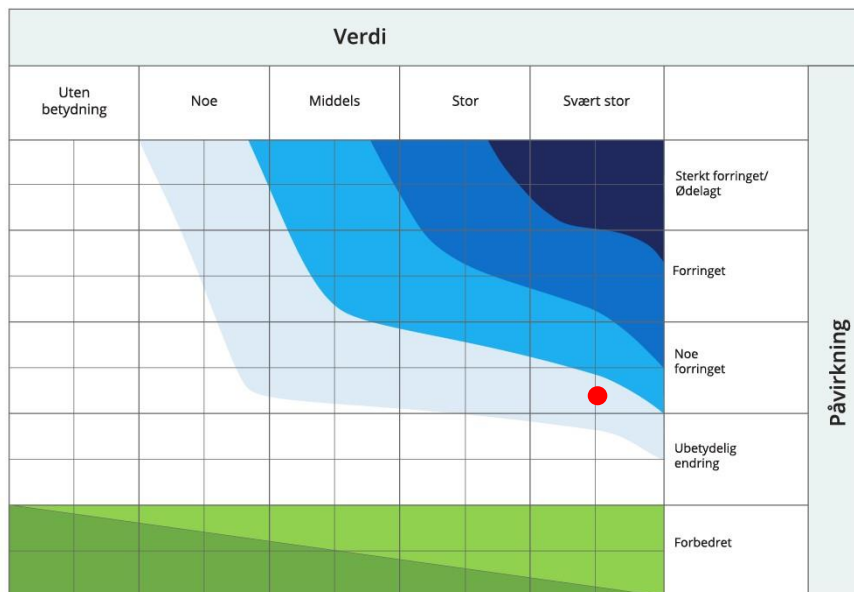 Verdi
Uten
betydning
Noe
Middels
Stor
Svært stor
Sterkt forringet/
Ødelagt
Forringet
Noe
forringet
Ubetydelig
endring
Forbedret
Påvirkning